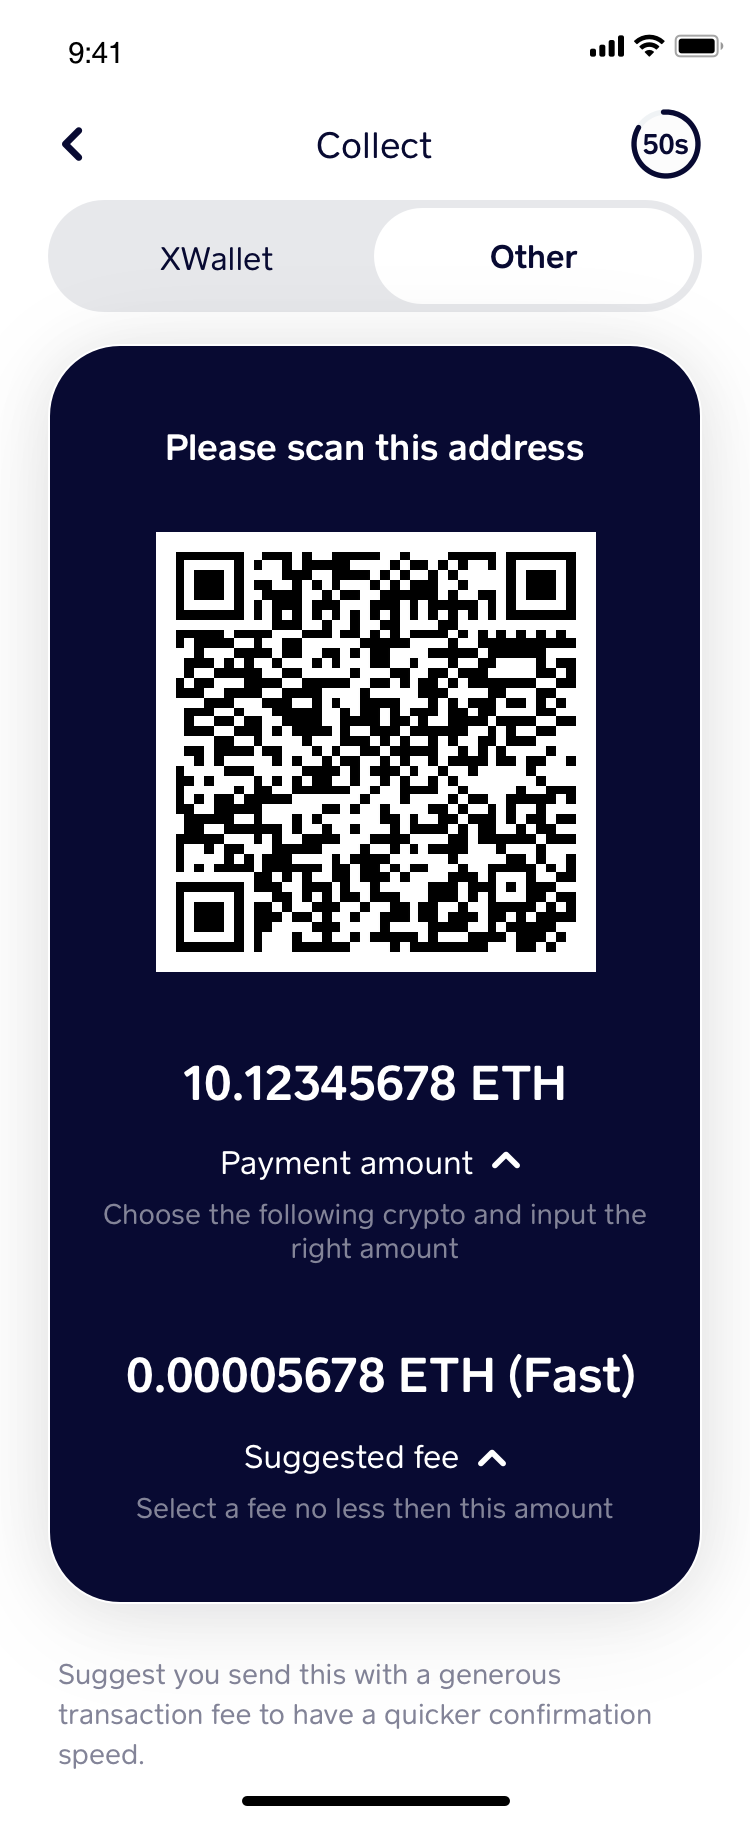 9:41
Collect
50s
XWallet
Other
Please scan this address
10.12345678 ETH
Payment amount
Choose the following crypto and input the
right amount
0.00005678 ETH (Fast)
Suggested fee
Select a fee no less then this amount
Suggest you send this with a generous
transaction fee to have a quicker confirmation
speed.